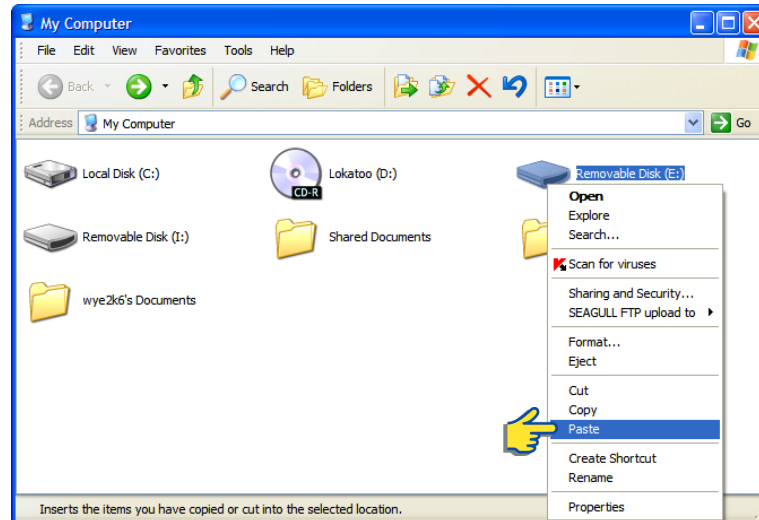 My Computer
File Edit View Favorites Tools Help
Back Search Folders
Address My Computer Go
Local Disk (C:)
Lokatoo (D:)
CD-R
Removable Disk (E:)
Removable Disk (I:)
Shared Documents
wye2k6's Documents
Open
Explore
Search...
Scan for viruses
Sharing and Security...
SEAGULL FTP upload to
Format...
Eject
Cut
Copy
Paste
Create Shortcut
Rename
Properties
Inserts the items you have copied or cut into the selected location.